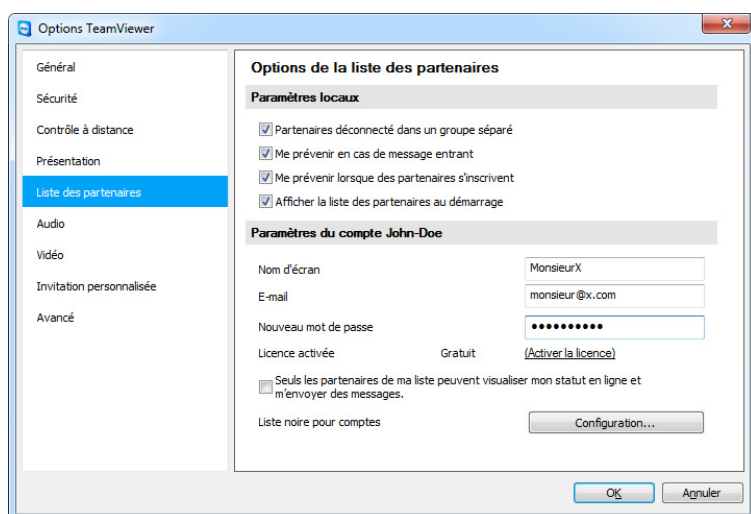 Options TeamViewer
Général
Sécurité
Contrôle à distance
Présentation
Liste des partenaires
Audio
Vidéo
Invitation personnalisée
Avancé
Options de la liste des partenaires
Paramètres locaux
Partenaires déconnecté dans un groupe séparé
Me prévenir en cas de message entrant
Me prévenir lorsque des partenaires s'inscrivent
Afficher la liste des partenaires au démarrage
Paramètres du compte John-Doe
Nom d'écran MonsieurX
E-mail monsieur@x.com
Nouveau mot de passe ●●●●●●●●●●
Licence activée Gratuit (Activer la licence)
Seuls les partenaires de ma liste peuvent visualiser mon statut en ligne et
m'envoyer des messages.
Liste noire pour comptes Configuration...
OK Annuler